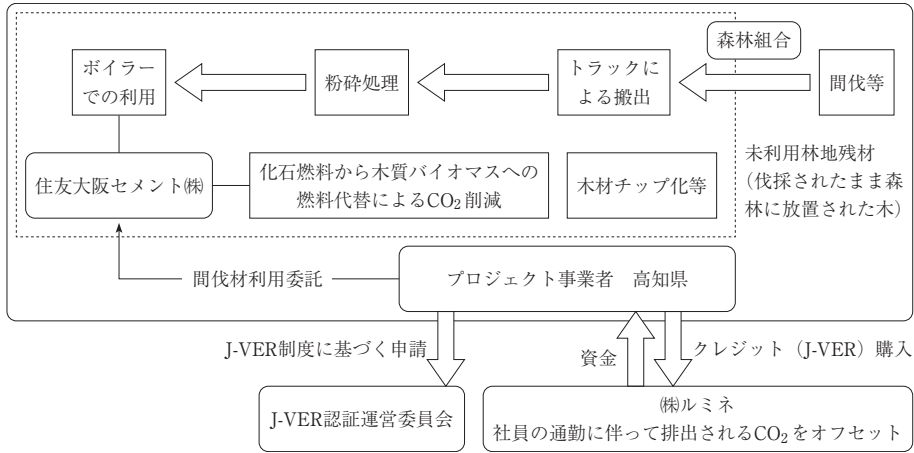 森林組合
ボイラー
での利用
粉砕処理
トラックに
よる搬出
間伐等
住友大阪セメント㈱
化石燃料から木質バイオマスへの
燃料代替によるCO₂削減
木材チップ化等
未利用林地残材
（伐採されたまま森
林に放置された木）
間伐材利用委託
プロジェクト事業者　高知県
J-VER制度に基づく申請
資金
クレジット（J-VER）購入
J-VER認証運営委員会
㈱ルミネ
社員の通勤に伴って排出されるCO₂をオフセット